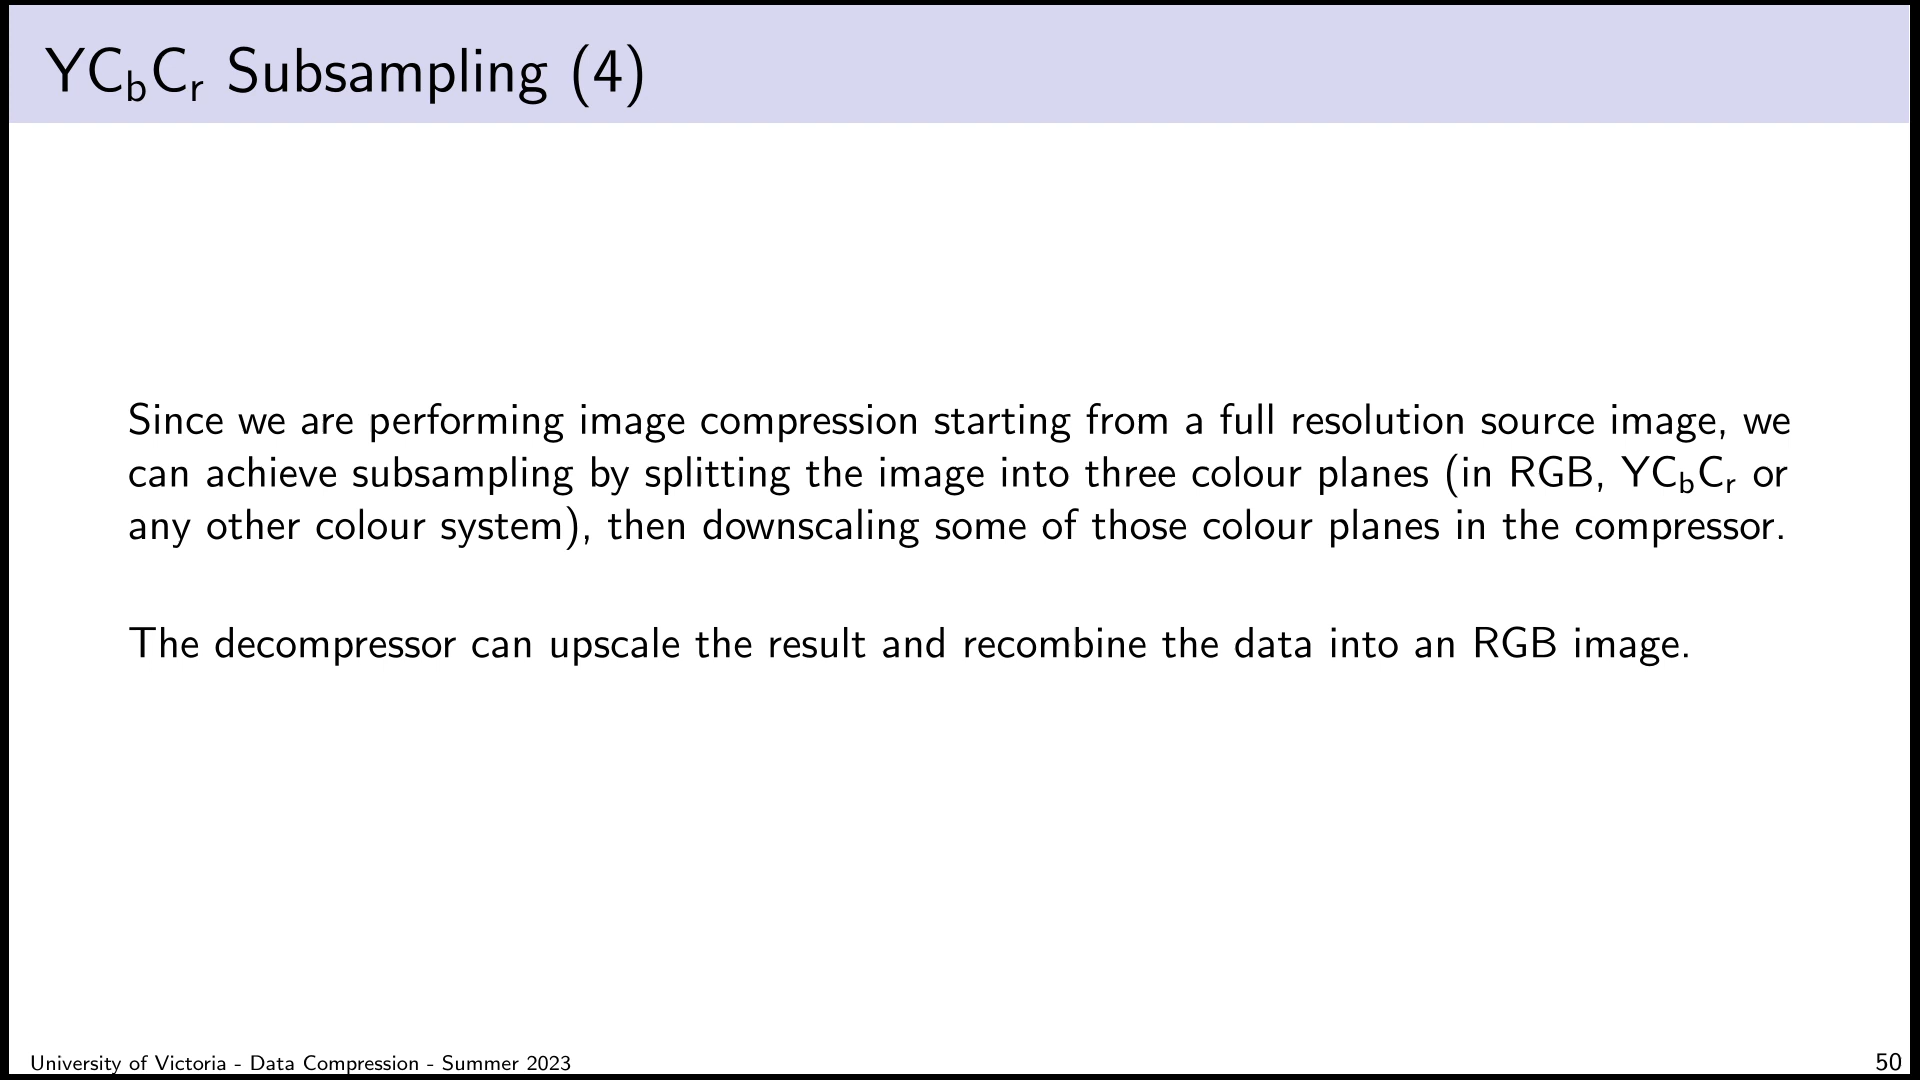 YCbCr Subsampling (4)
Since we are performing image compression starting from a full resolution source image, we
can achieve subsampling by splitting the image into three colour planes (in RGB, YCbCr or
any other colour system), then downscaling some of those colour planes in the compressor.
The decompressor can upscale the result and recombine the data into an RGB image.
University of Victoria - Data Compression - Summer 2023
50